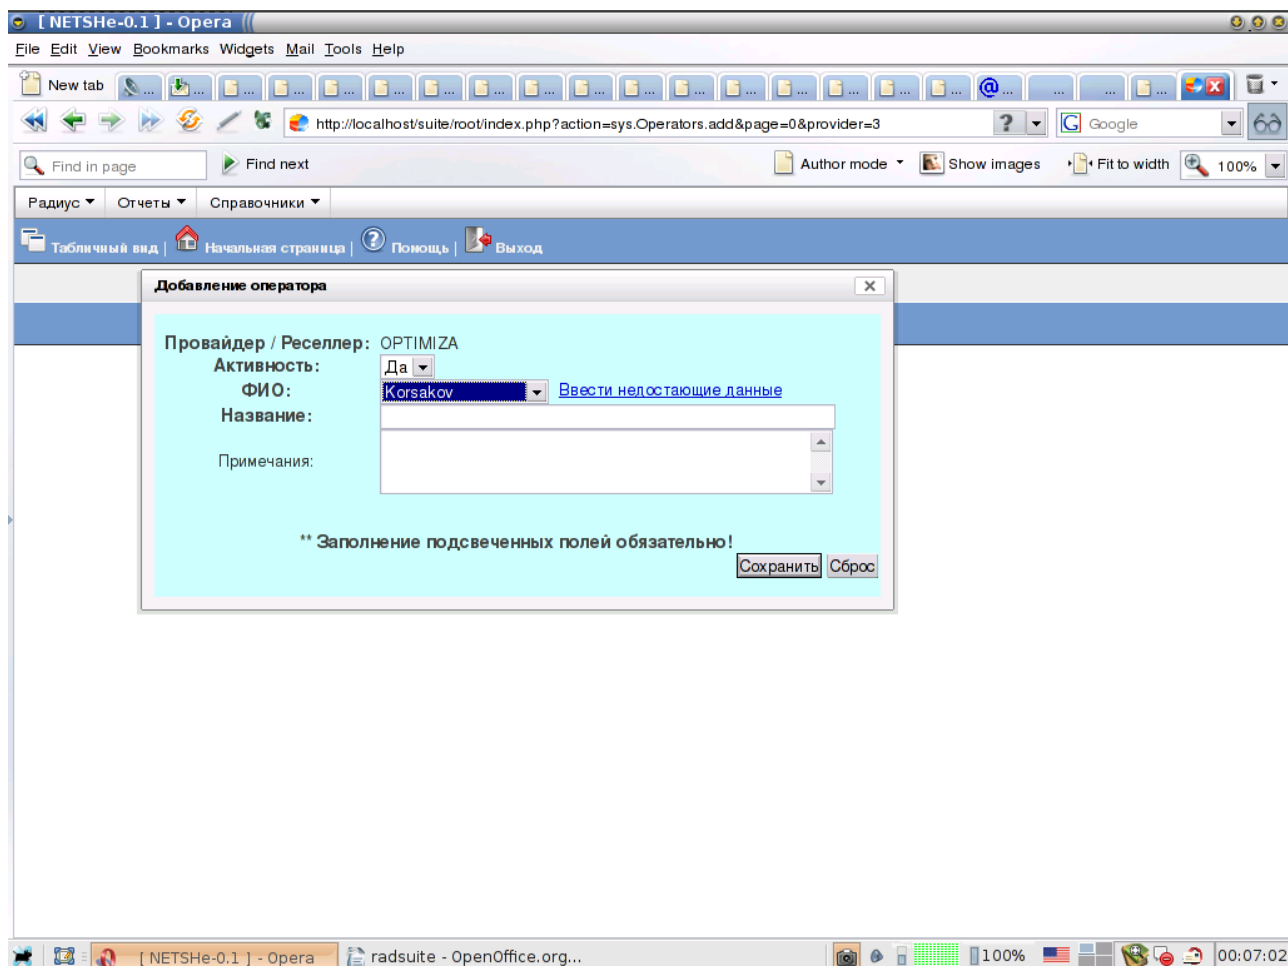 [ NETSHe-0.1 ] - Opera
File Edit View Bookmarks Widgets Mail Tools Help
New tab ... ... ... ... ... ... ... ... ... ... ... ... ... ... ... ... ... ... ... ... ...
http://localhost/suite/root/index.php?action=sys.Operators.add&page=0&provider=3 ? G Google
Find in page Find next Author mode Show images Fit to width 100%
Радиус Отчеты Справочники
Табличный вид | Начальная страница | Помощь | Выход
Добавление оператора
Провайдер / Реселлер: OPTIMIZA
Активность: Да
ФИО: Korsakov Ввести недостающие данные
Название:
Примечания:
** Заполнение подсвеченных полей обязательно!
Сохранить Сброс
[ NETSHe-0.1 ] - Opera radsuite - OpenOffice.org... 100% 00:07:02